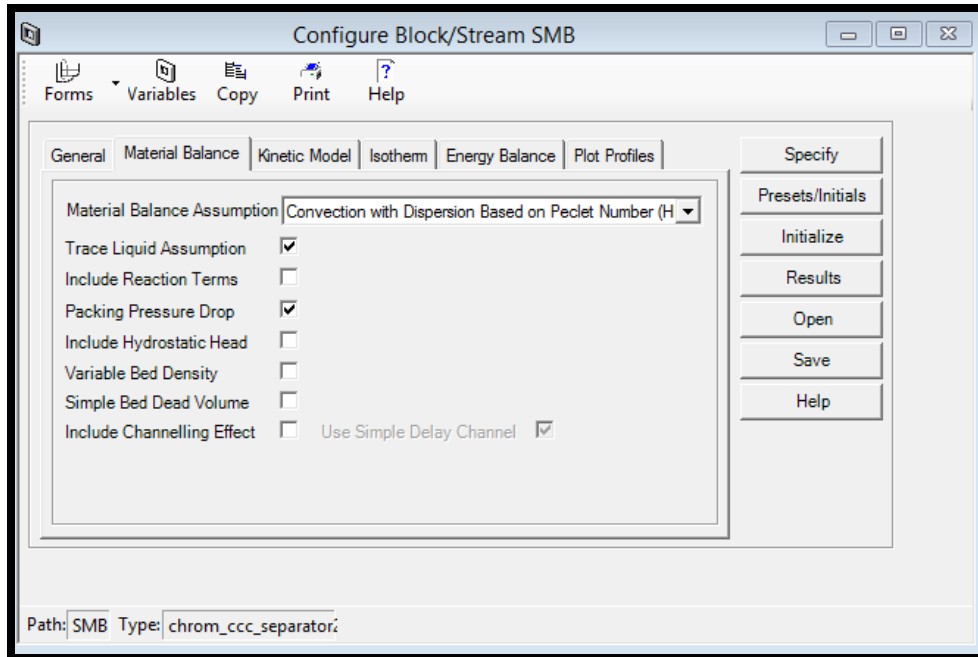 Configure Block/Stream SMB
Forms Variables Copy Print Help
General Material Balance Kinetic Model Isotherm Energy Balance Plot Profiles
Material Balance Assumption Convection with Dispersion Based on Peclet Number (H
Trace Liquid Assumption
Include Reaction Terms
Packing Pressure Drop
Include Hydrostatic Head
Variable Bed Density
Simple Bed Dead Volume
Include Channelling Effect Use Simple Delay Channel
Specify
Presets/Initials
Initialize
Results
Open
Save
Help
Path: SMB Type: chrom_ccc_separator2